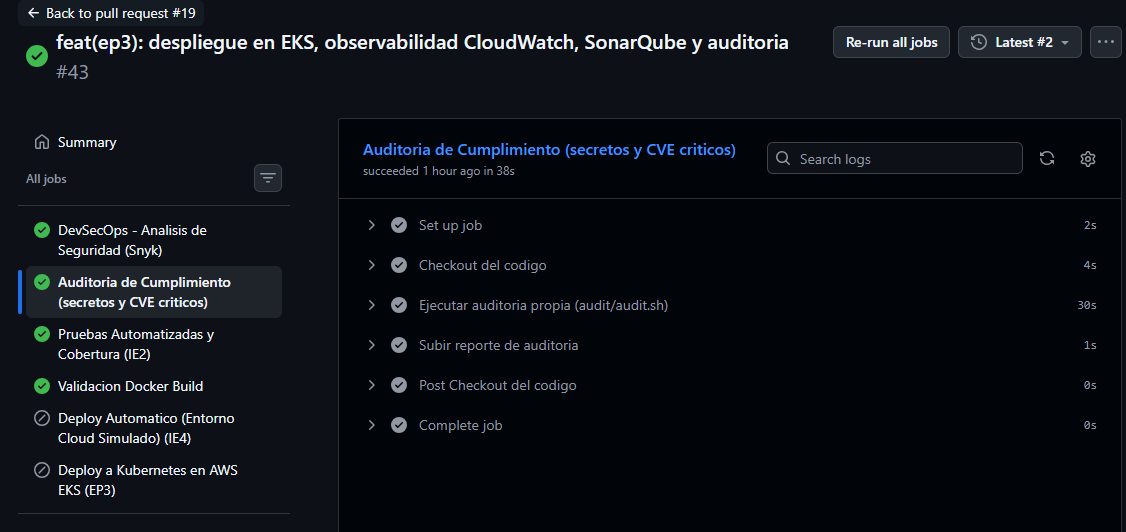 Back to pull request #19
feat(ep3): despliegue en EKS, observabilidad CloudWatch, SonarQube y auditoria
#43
Re-run all jobs
Latest #2
Summary
All jobs
DevSecOps - Analisis de
Seguridad (Snyk)
Auditoria de Cumplimiento
(secretos y CVE criticos)
Pruebas Automatizadas y
Cobertura (IE2)
Validacion Docker Build
Deploy Automatico (Entorno
Cloud Simulado) (IE4)
Deploy a Kubernetes en AWS
EKS (EP3)
Auditoria de Cumplimiento (secretos y CVE criticos)
succeeded 1 hour ago in 38s
Search logs
Set up job 2s
Checkout del codigo 4s
Ejecutar auditoria propia (audit/audit.sh) 30s
Subir reporte de auditoria 1s
Post Checkout del codigo 0s
Complete job 0s